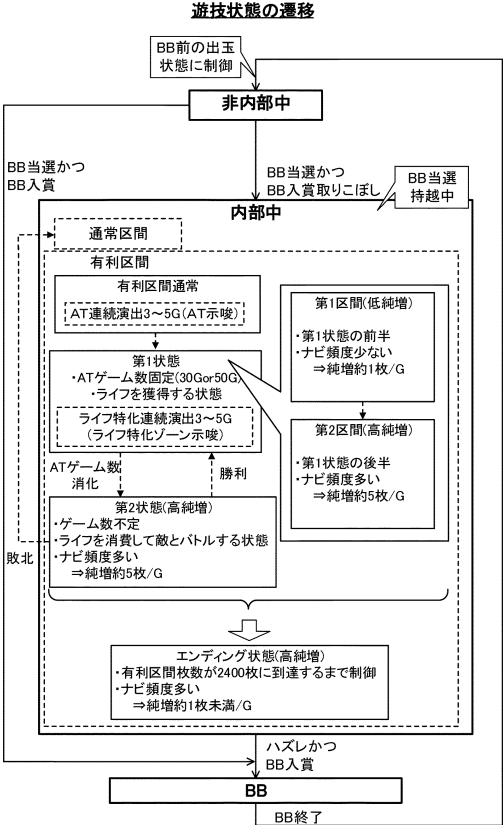 遊技状態の遷移
BB前の出玉
状態に制御
非内部中
BB当選かつ
BB入賞
BB当選かつ
BB入賞取りこぼし
BB当選
持越中
内部中
通常区間
有利区間
有利区間通常
AT連続演出3～5G(AT示唆)
第1状態
・ATゲーム数固定(30Gor50G)
・ライフを獲得する状態
ライフ特化連続演出3～5G
(ライフ特化ゾーン示唆)
第1区間(低純増)
・第1状態の前半
・ナビ頻度少ない
⇒純増約1枚/G
第2区間(高純増)
・第1状態の後半
・ナビ頻度多い
⇒純増約5枚/G
ATゲーム数
消化
勝利
第2状態(高純増)
・ゲーム数不定
・ライフを消費して敵とバトルする状態
・ナビ頻度多い
⇒純増約5枚/G
敗北
エンディング状態(高純増)
・有利区間枚数が2400枚に到達するまで制御
・ナビ頻度多い
⇒純増約1枚未満/G
ハズレかつ
BB入賞
BB
BB終了